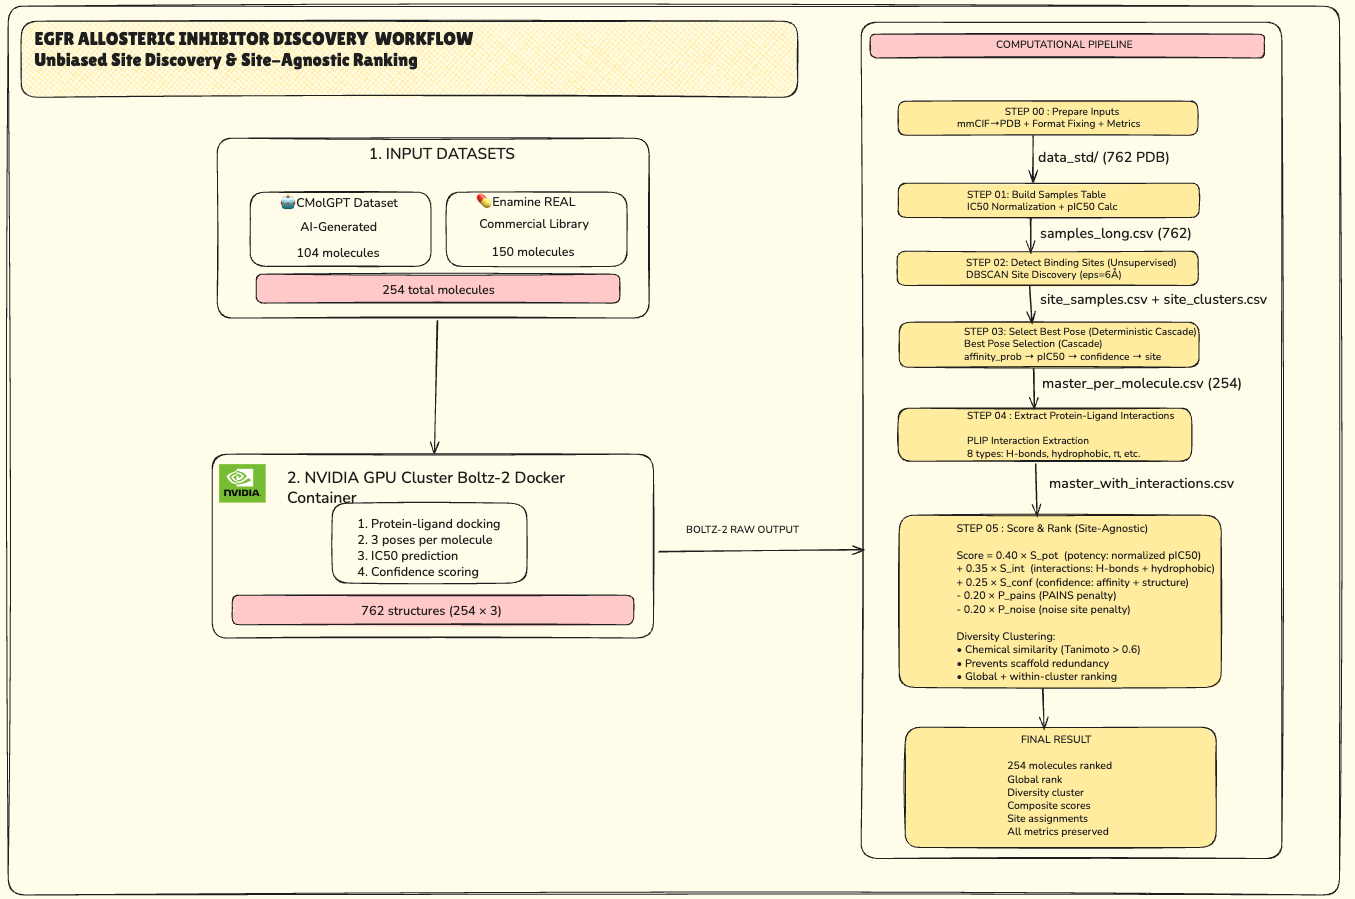 EGFR ALLOSTERIC INHIBITOR DISCOVERY WORKFLOW
Unbiased Site Discovery & Site-Agnostic Ranking
1. INPUT DATASETS
CMolGPT Dataset
AI-Generated
104 molecules
Enamine REAL
Commercial Library
150 molecules
254 total molecules
NVIDIA
2. NVIDIA GPU Cluster Boltz-2 Docker
Container
1. Protein-ligand docking
2. 3 poses per molecule
3. IC50 prediction
4. Confidence scoring
762 structures (254 × 3)
BOLTZ-2 RAW OUTPUT
COMPUTATIONAL PIPELINE
STEP 00 : Prepare Inputs
mmCIF→PDB + Format Fixing + Metrics
data_std/ (762 PDB)
STEP 01: Build Samples Table
IC50 Normalization + pIC50 Calc
samples_long.csv (762)
STEP 02: Detect Binding Sites (Unsupervised)
DBSCAN Site Discovery (eps=6Å)
site_samples.csv + site_clusters.csv
STEP 03: Select Best Pose (Deterministic Cascade)
Best Pose Selection (Cascade)
affinity_prob → pIC50 → confidence → site
master_per_molecule.csv (254)
STEP 04 : Extract Protein-Ligand Interactions
PLIP Interaction Extraction
8 types: H-bonds, hydrophobic, π, etc.
master_with_interactions.csv
STEP 05 : Score & Rank (Site-Agnostic)
Score = 0.40 × S_pot (potency: normalized pIC50)
+ 0.35 × S_int (interactions: H-bonds + hydrophobic)
+ 0.25 × S_conf (confidence: affinity + structure)
- 0.20 × P_pains (PAINS penalty)
- 0.20 × P_noise (noise site penalty)
Diversity Clustering:
• Chemical similarity (Tanimoto > 0.6)
• Prevents scaffold redundancy
• Global + within-cluster ranking
FINAL RESULT
254 molecules ranked
Global rank
Diversity cluster
Composite scores
Site assignments
All metrics preserved